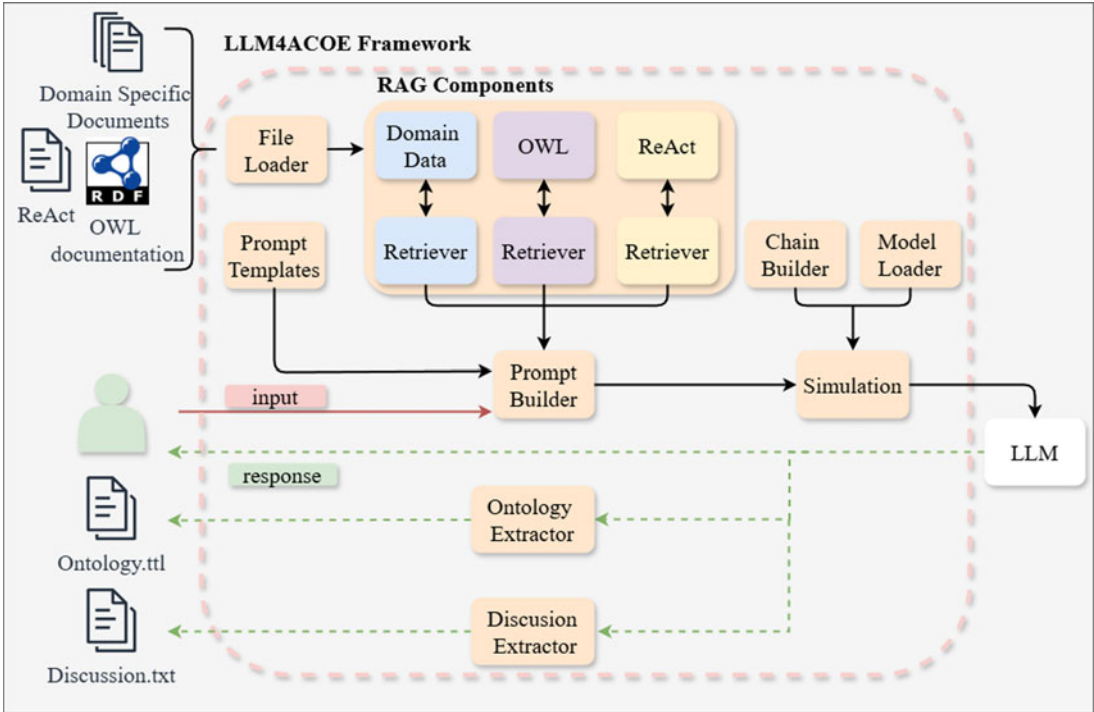 LLM4ACOE Framework
RAG Components
Domain Specific
Documents
ReAct
RDF
OWL
documentation
File
Loader
Domain
Data
OWL
ReAct
Prompt
Templates
Retriever
Retriever
Retriever
Chain
Builder
Model
Loader
Prompt
Builder
Simulation
input
LLM
response
Ontology
Extractor
Ontology.ttl
Discusion
Extractor
Discussion.txt